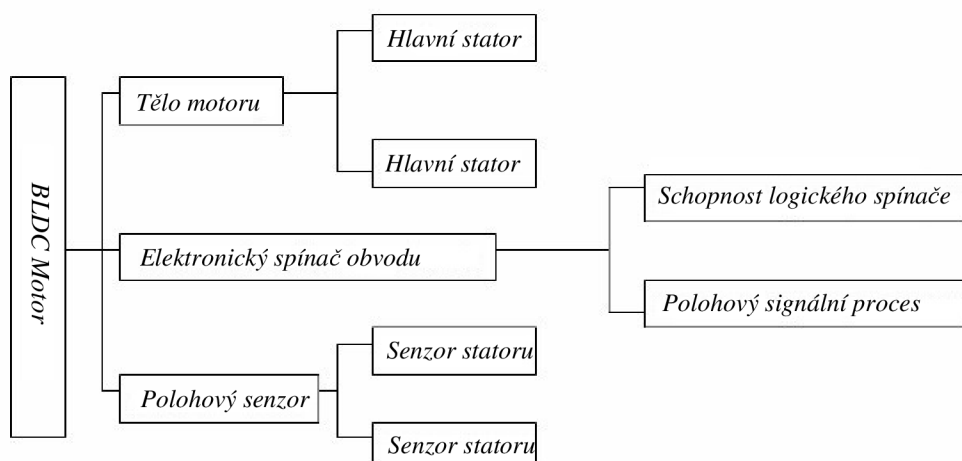 BLDC Motor
Tělo motoru
Hlavní stator
Hlavní stator
Elektronický spínač obvodu
Schopnost logického spínače
Polohový signální proces
Polohový senzor
Senzor statoru
Senzor statoru